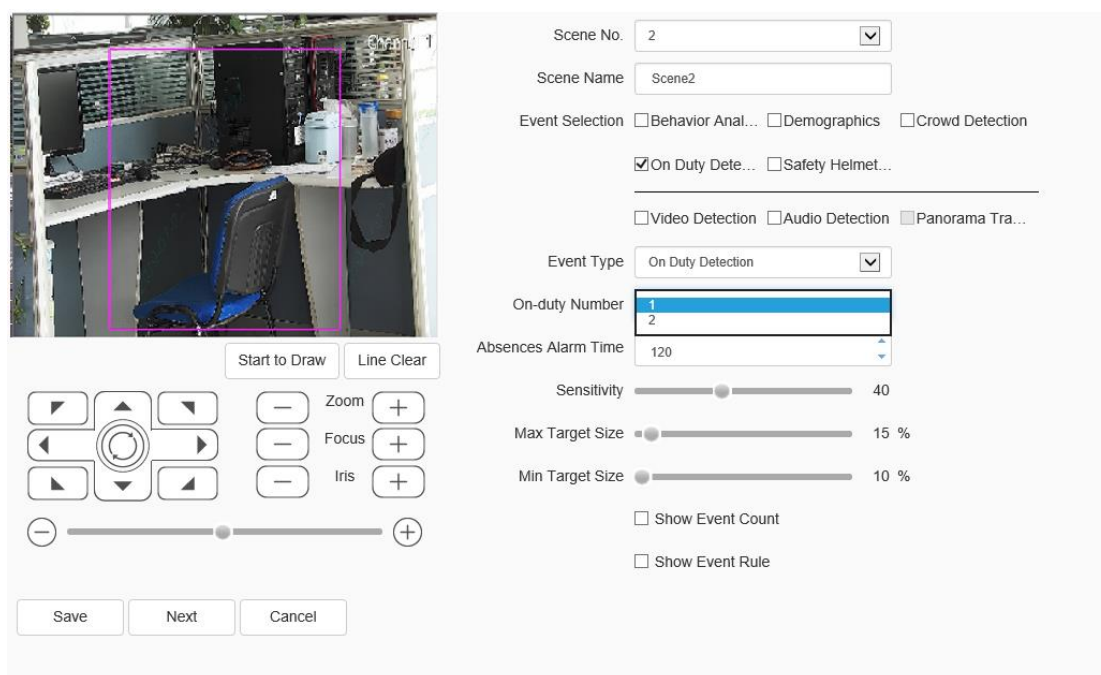 Channel 1
Scene No. 2
Scene Name Scene2
Event Selection Behavior Anal... Demographics Crowd Detection
On Duty Dete... Safety Helmet...
Video Detection Audio Detection Panorama Tra...
Event Type On Duty Detection
On-duty Number 1
2
Absences Alarm Time 120
Start to Draw Line Clear
Sensitivity 40
Zoom
Max Target Size 15 %
Focus
Min Target Size 10 %
Iris
Show Event Count
Show Event Rule
Save Next Cancel